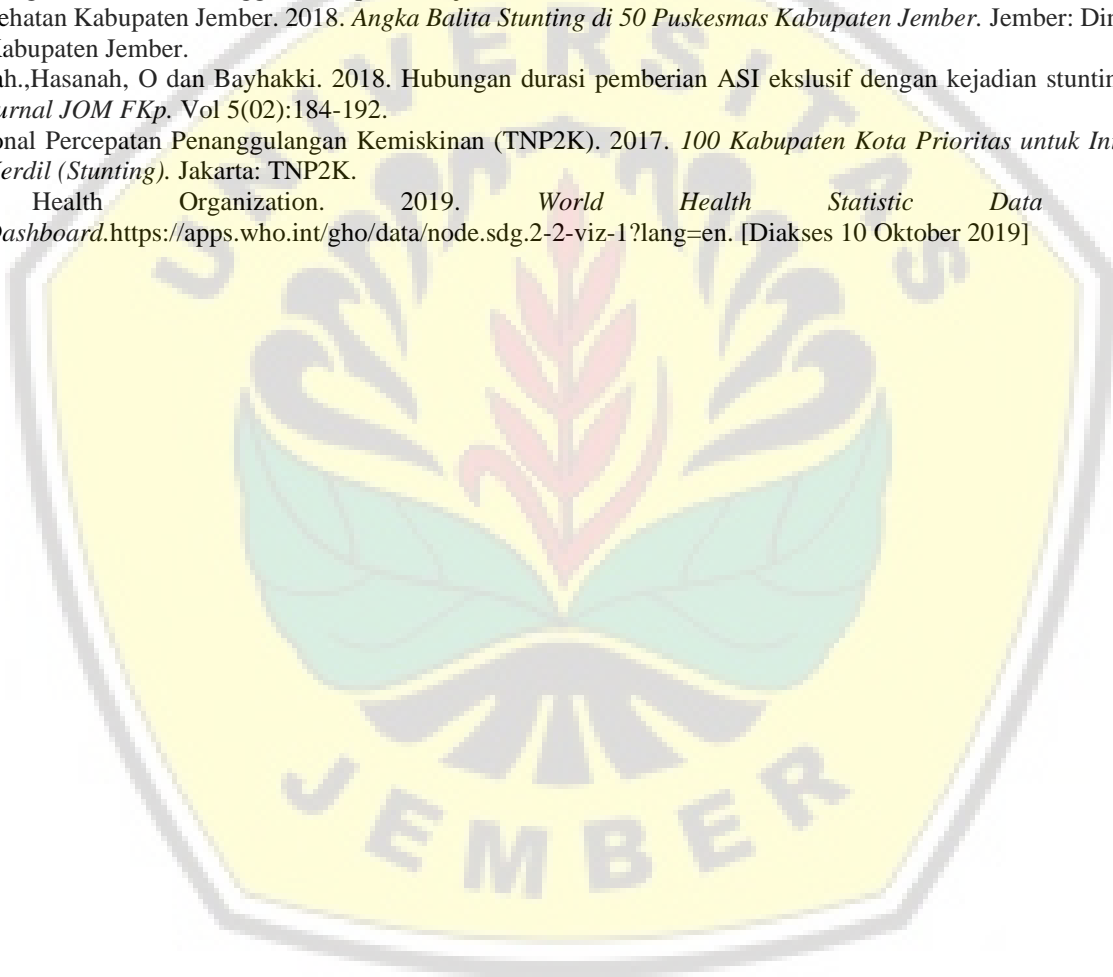 ehatan Kabupaten Jember. 2018. Angka Balita Stunting di 50 Puskesmas Kabupaten Jember. Jember: Din
Kabupaten Jember.
ah.,Hasanah, O dan Bayhakki. 2018. Hubungan durasi pemberian ASI ekslusif dengan kejadian stuntin
urnal JOM FKp. Vol 5(02):184-192.
onal Percepatan Penanggulangan Kemiskinan (TNP2K). 2017. 100 Kabupaten Kota Prioritas untuk In
erdil (Stunting). Jakarta: TNP2K.
Health Organization. 2019. World Health Statistic Data
Dashboard.https://apps.who.int/gho/data/node.sdg.2-2-viz-1?lang=en. [Diakses 10 Oktober 2019]
UNIVERSITAS
JEMBER